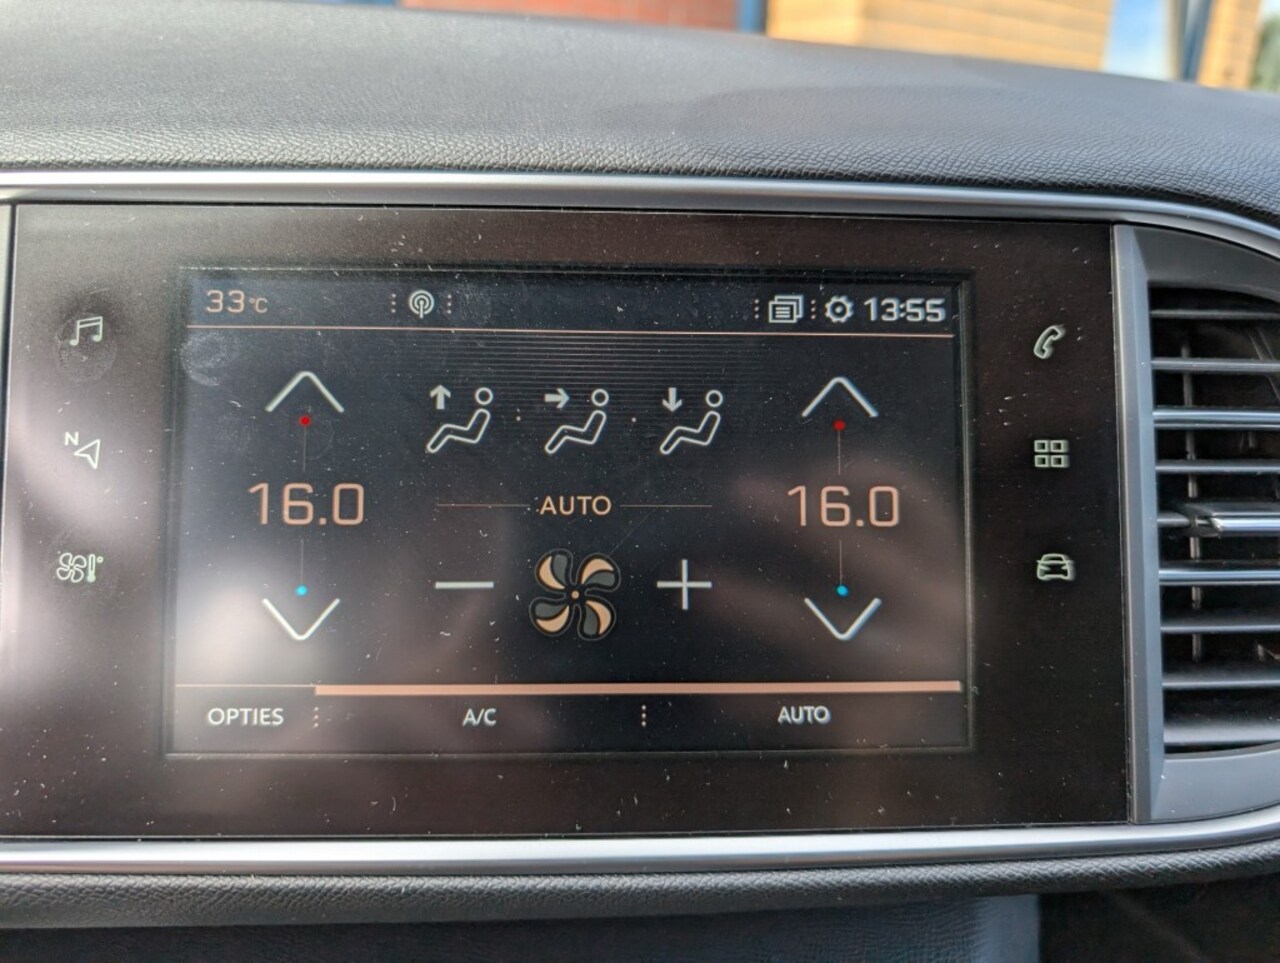 33°C 13:55
N
16.0 AUTO 16.0
OPTIES A/C AUTO